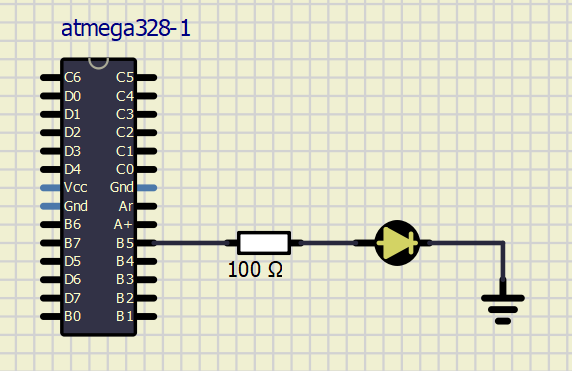 atmega328-1
C6 C5
D0 C4
D1 C3
D2 C2
D3 C1
D4 C0
Vcc Gnd
Gnd Ar
B6 A+
B7 B5
D5 B4
D6 B3
D7 B2
B0 B1
100 Ω